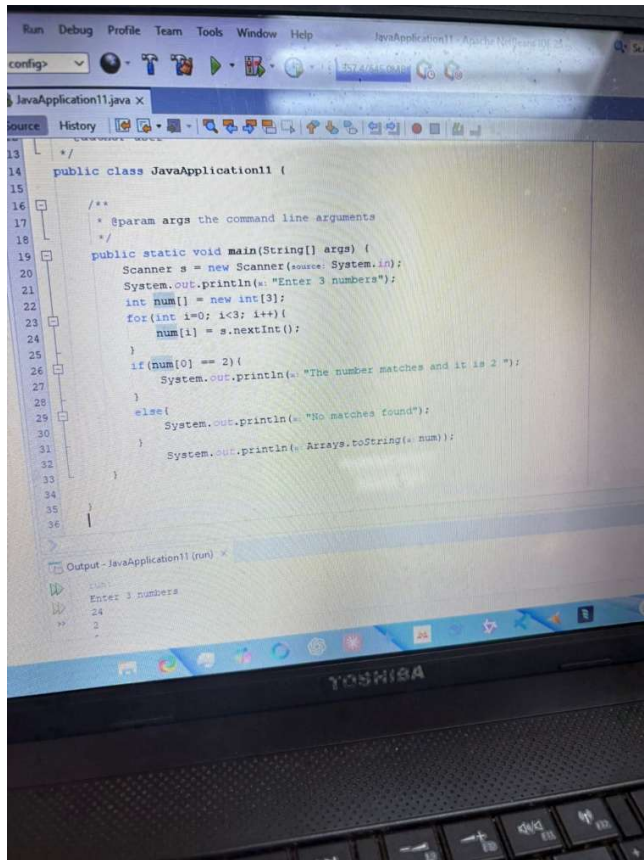 Run Debug Profile Team Tools Window Help JavaApplication11 - Apache NetBeans IDE
config>
JavaApplication11.java ×
Source History
13 */
14 public class JavaApplication11 {
15
16 /**
17 * @param args the command line arguments
18 */
19 public static void main(String[] args) {
20 Scanner s = new Scanner(source: System.in);
21 System.out.println(x: "Enter 3 numbers");
22 int num[] = new int[3];
23 for(int i=0; i<3; i++){
24 num[i] = s.nextInt();
25 }
26 if(num[0] == 2){
27 System.out.println(x: "The number matches and it is 2 ");
28 }
29 else{
30 System.out.println(x: "No matches found");
31 }
32 System.out.println(x: Arrays.toString(a: num));
33 }
34
35 }
36
Output - JavaApplication11 (run) ×
run:
Enter 3 numbers
24
2
TOSHIBA